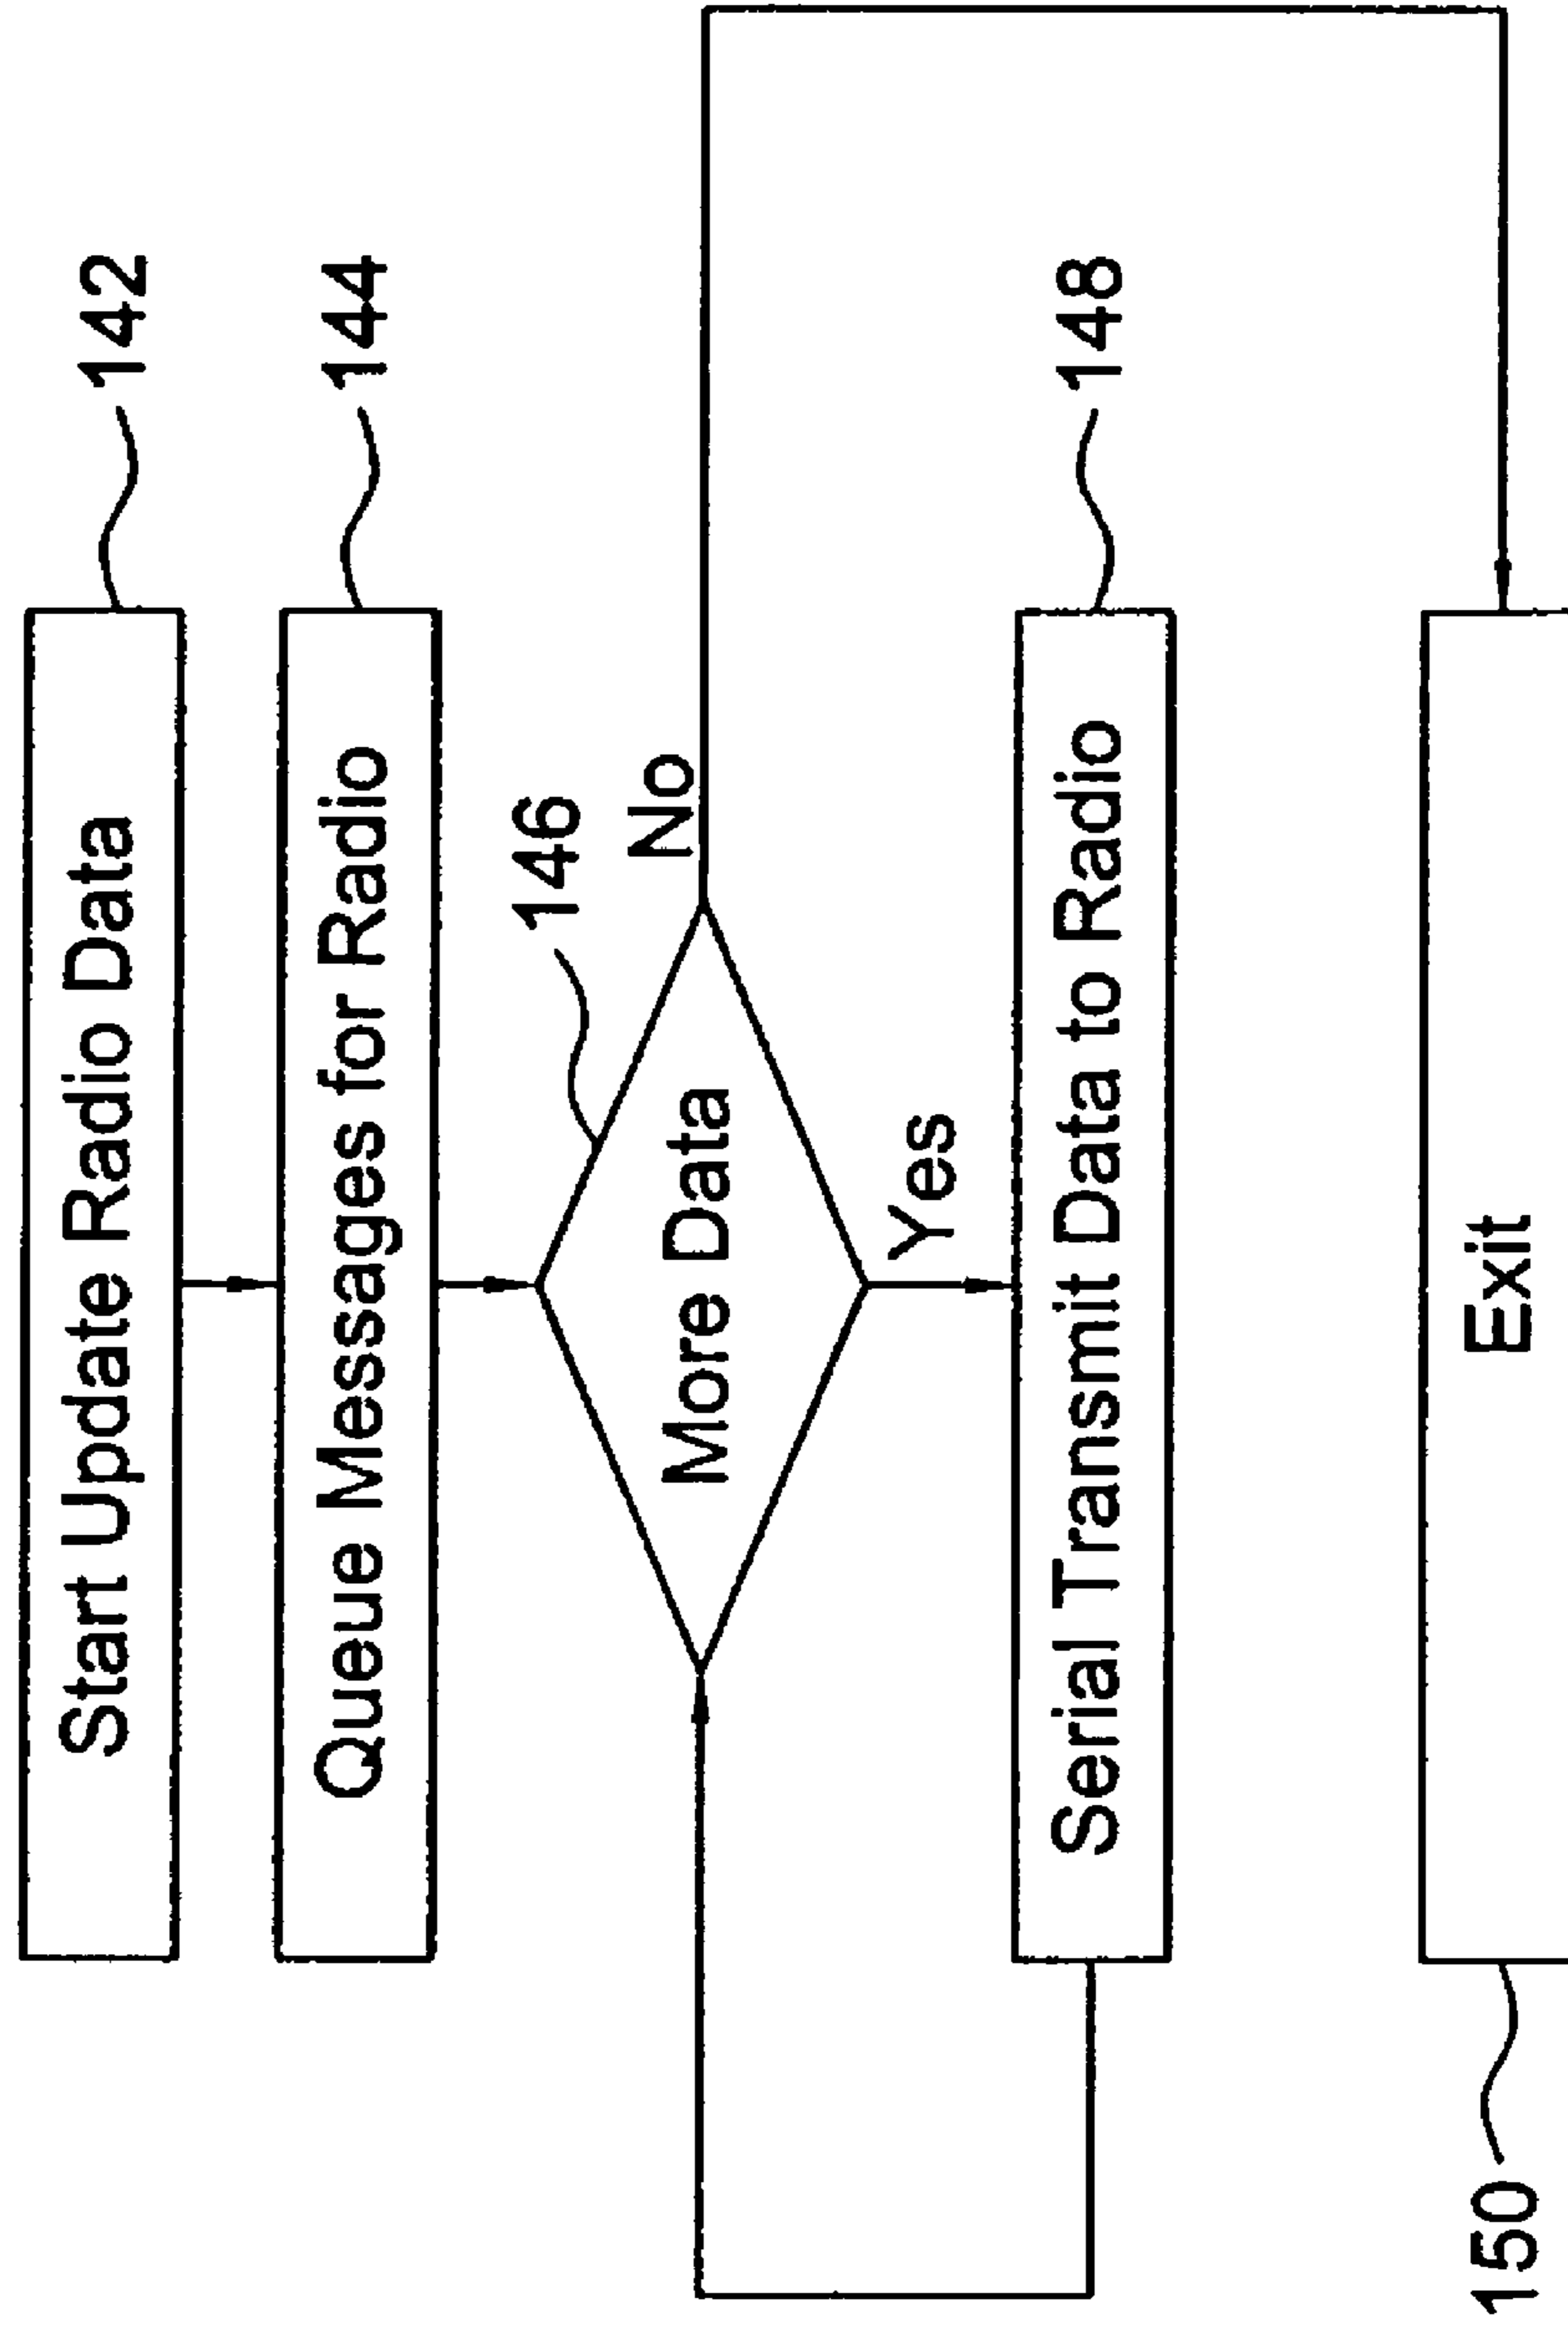 Start Update Radio Data
142
Queue Messages for Radio
144
146
More Data
No
Yes
Serial Transmit Data to Radio
148
Exit
150